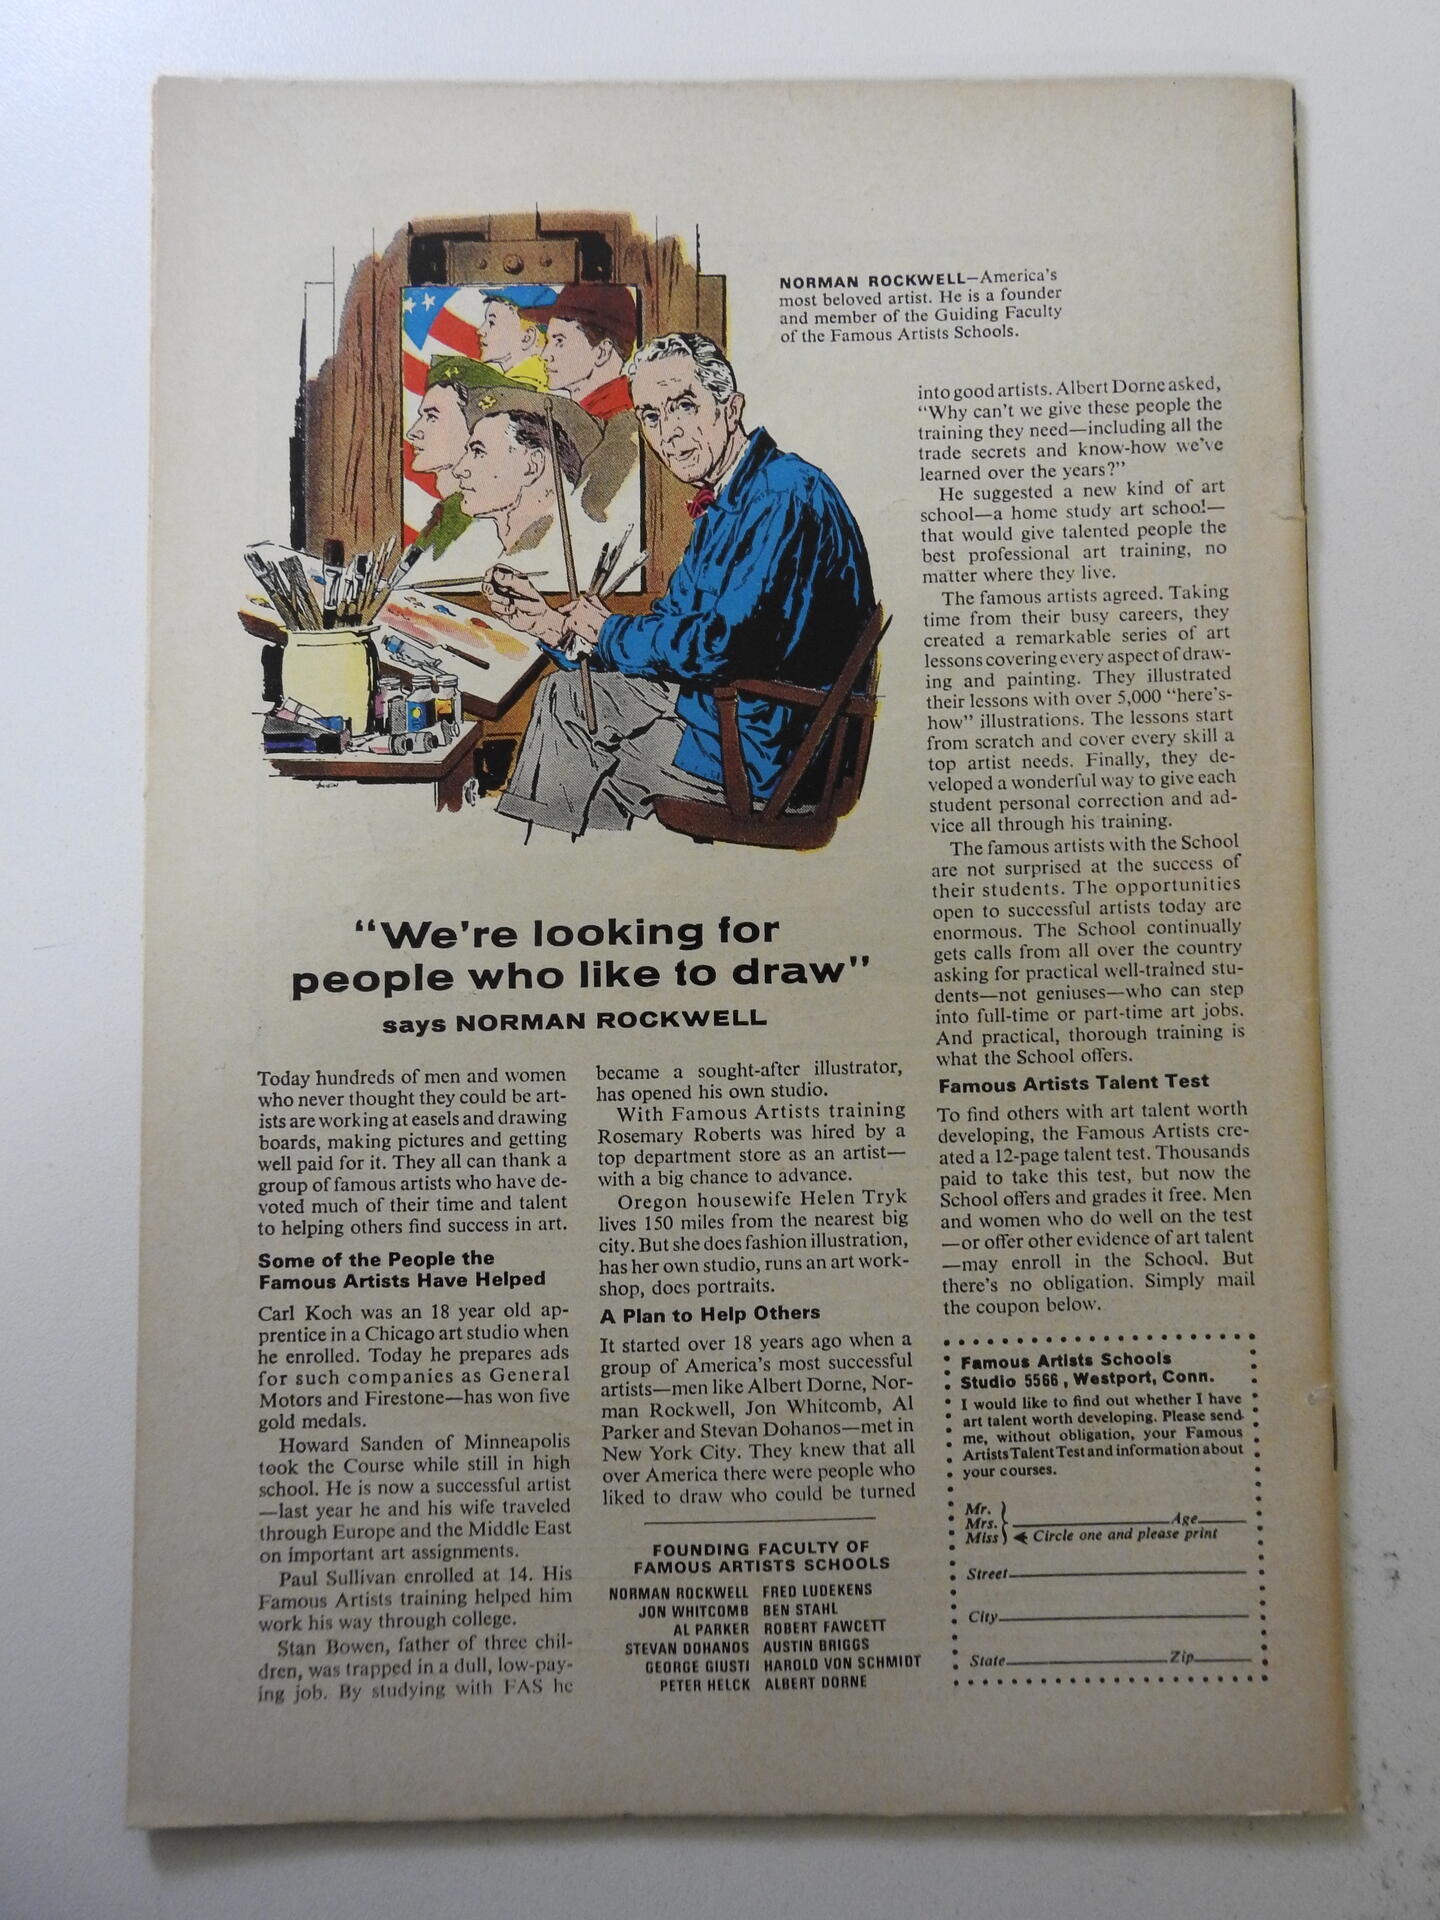 NORMAN ROCKWELL—America's
most beloved artist. He is a founder
and member of the Guiding Faculty
of the Famous Artists Schools.
"We're looking for
people who like to draw"
says NORMAN ROCKWELL
Today hundreds of men and women
who never thought they could be art-
ists are working at easels and drawing
boards, making pictures and getting
well paid for it. They all can thank a
group of famous artists who have de-
voted much of their time and talent
to helping others find success in art.
Some of the People the
Famous Artists Have Helped
Carl Koch was an 18 year old ap-
prentice in a Chicago art studio when
he enrolled. Today he prepares ads
for such companies as General
Motors and Firestone—has won five
gold medals.
Howard Sanden of Minneapolis
took the Course while still in high
school. He is now a successful artist
—last year he and his wife traveled
through Europe and the Middle East
on important art assignments.
Paul Sullivan enrolled at 14. His
Famous Artists training helped him
work his way through college.
Stan Bowen, father of three chil-
dren, was trapped in a dull, low-pay-
ing job. By studying with FAS he
became a sought-after illustrator,
has opened his own studio.
With Famous Artists training
Rosemary Roberts was hired by a
top department store as an artist—
with a big chance to advance.
Oregon housewife Helen Tryk
lives 150 miles from the nearest big
city. But she does fashion illustration,
has her own studio, runs an art work-
shop, does portraits.
A Plan to Help Others
It started over 18 years ago when a
group of America's most successful
artists—men like Albert Dorne, Nor-
man Rockwell, Jon Whitcomb, Al
Parker and Stevan Dohanos—met in
New York City. They knew that all
over America there were people who
liked to draw who could be turned
FOUNDING FACULTY OF
FAMOUS ARTISTS SCHOOLS
NORMAN ROCKWELL FRED LUDEKENS
JON WHITCOMB BEN STAHL
AL PARKER ROBERT FAWCETT
STEVAN DOHANOS AUSTIN BRIGGS
GEORGE GIUSTI HAROLD VON SCHMIDT
PETER HELCK ALBERT DORNE
into good artists. Albert Dorne asked,
"Why can't we give these people the
training they need—including all the
trade secrets and know-how we've
learned over the years?"
He suggested a new kind of art
school—a home study art school—
that would give talented people the
best professional art training, no
matter where they live.
The famous artists agreed. Taking
time from their busy careers, they
created a remarkable series of art
lessons covering every aspect of draw-
ing and painting. They illustrated
their lessons with over 5,000 "here's-
how" illustrations. The lessons start
from scratch and cover every skill a
top artist needs. Finally, they de-
veloped a wonderful way to give each
student personal correction and ad-
vice all through his training.
The famous artists with the School
are not surprised at the success of
their students. The opportunities
open to successful artists today are
enormous. The School continually
gets calls from all over the country
asking for practical well-trained stu-
dents—not geniuses—who can step
into full-time or part-time art jobs.
And practical, thorough training is
what the School offers.
Famous Artists Talent Test
To find others with art talent worth
developing, the Famous Artists cre-
ated a 12-page talent test. Thousands
paid to take this test, but now the
School offers and grades it free. Men
and women who do well on the test
—or offer other evidence of art talent
—may enroll in the School. But
there's no obligation. Simply mail
the coupon below.
Famous Artists Schools
Studio 5566, Westport, Conn.
I would like to find out whether I have
art talent worth developing. Please send
me, without obligation, your Famous
Artists Talent Test and information about
your courses.
Mr.
Mrs. Age
Miss Circle one and please print
Street
City
State Zip